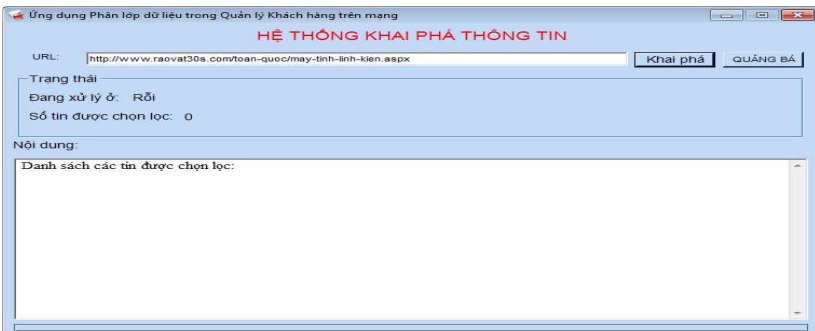 Ứng dụng Phân lớp dữ liệu trong Quản lý Khách hàng trên mạng
HỆ THỐNG KHAI PHÁ THÔNG TIN
URL: http://www.raovat30s.com/toan-quoc/may-tinh-linh-kien.aspx Khai phá QUẢNG BÁ
Trạng thái
Đang xử lý ở: Rỗi
Số tin được chọn lọc: 0
Nội dung:
Danh sách các tin được chọn lọc: